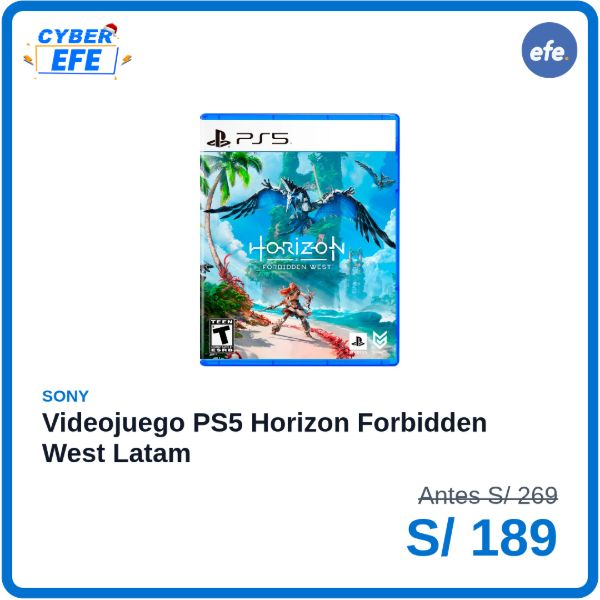 CYBER
EFE
efe.
PS5
HORIZON
FORBIDDEN WEST
TEEN
T
ESRB
SONY
Videojuego PS5 Horizon Forbidden
West Latam
Antes S/ 269
S/ 189